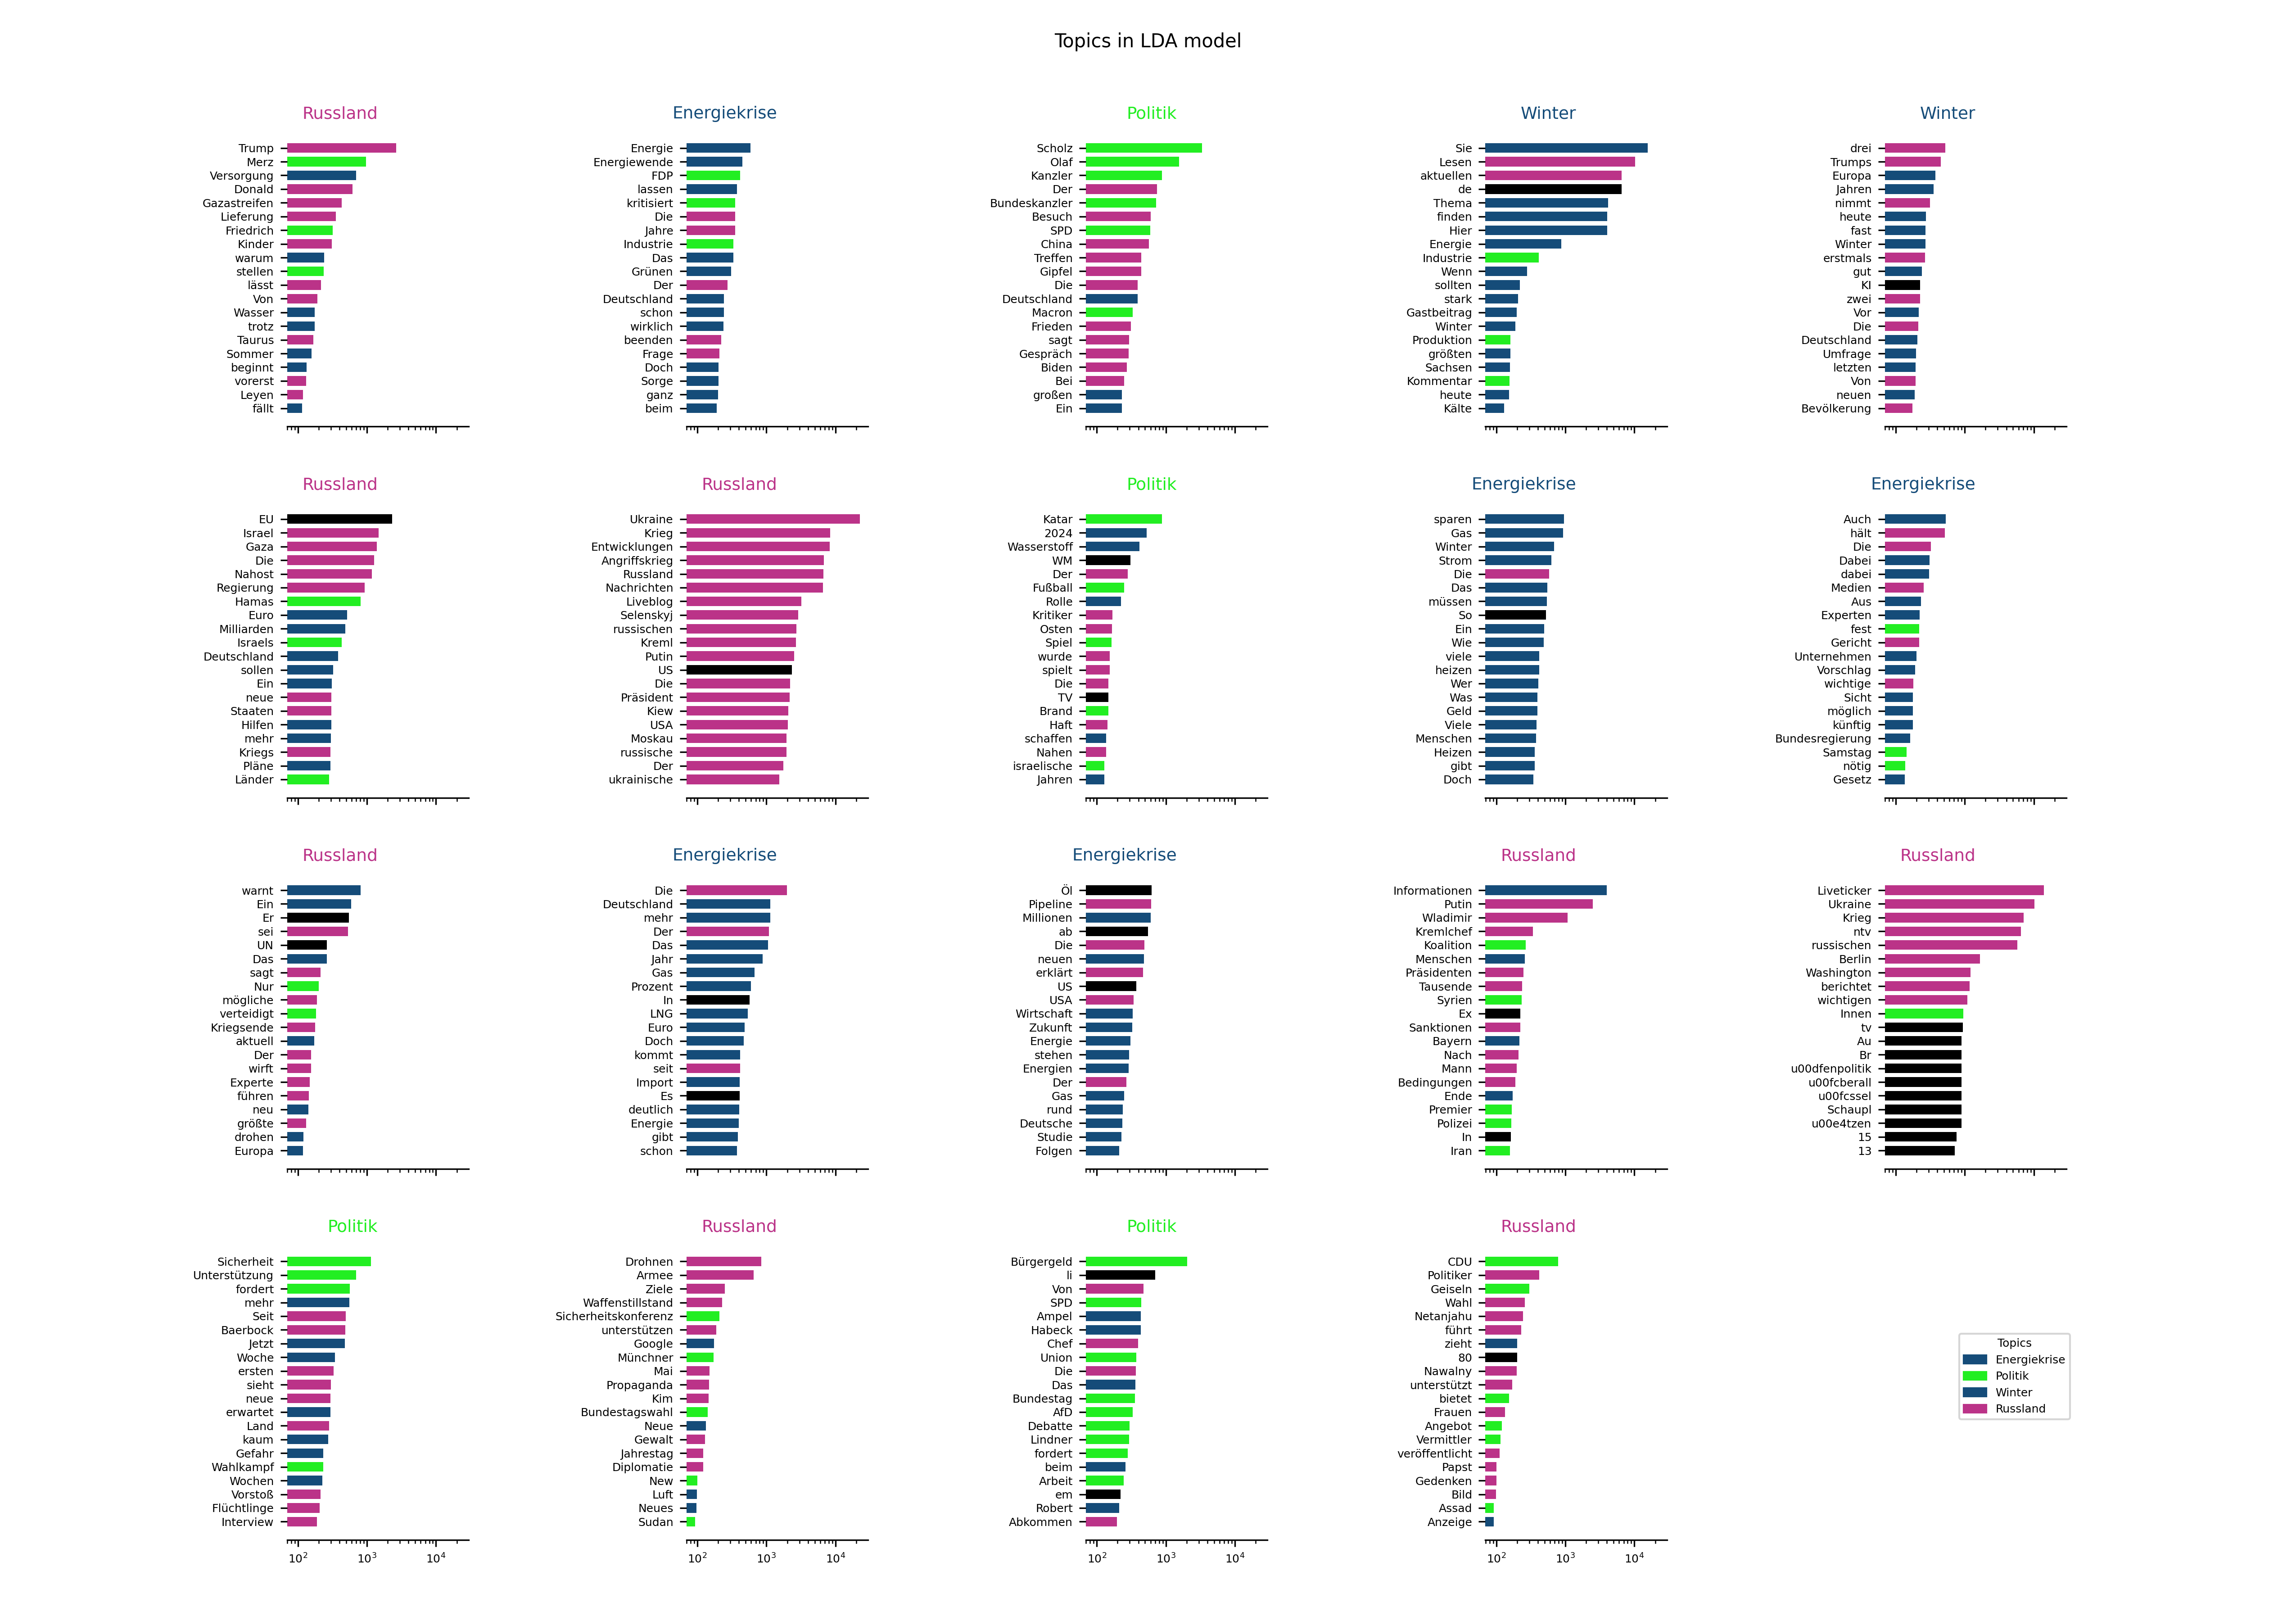 Topics in LDA model
Russland
Trump
Merz
Versorgung
Donald
Gazastreifen
Lieferung
Friedrich
Kinder
warum
stellen
lässt
Von
Wasser
trotz
Taurus
Sommer
beginnt
vorerst
Leyen
fällt
Energiekrise
Energie
Energiewende
FDP
lassen
kritisiert
Die
Jahre
Industrie
Das
Grünen
Der
Deutschland
schon
wirklich
beenden
Frage
Doch
Sorge
ganz
beim
Politik
Scholz
Olaf
Kanzler
Der
Bundeskanzler
Besuch
SPD
China
Treffen
Gipfel
Die
Deutschland
Macron
Frieden
sagt
Gespräch
Biden
Bei
großen
Ein
Winter
Sie
Lesen
aktuellen
de
Thema
finden
Hier
Energie
Industrie
Wenn
sollten
stark
Gastbeitrag
Winter
Produktion
größten
Sachsen
Kommentar
heute
Kälte
Winter
drei
Trumps
Europa
Jahren
nimmt
heute
fast
Winter
erstmals
gut
KI
zwei
Vor
Die
Deutschland
Umfrage
letzten
Von
neuen
Bevölkerung
Russland
EU
Israel
Gaza
Die
Nahost
Regierung
Hamas
Euro
Milliarden
Israels
Deutschland
sollen
Ein
neue
Staaten
Hilfen
mehr
Kriegs
Pläne
Länder
Russland
Ukraine
Krieg
Entwicklungen
Angriffskrieg
Russland
Nachrichten
Liveblog
Selenskyj
russischen
Kreml
Putin
US
Die
Präsident
Kiew
USA
Moskau
russische
Der
ukrainische
Politik
Katar
2024
Wasserstoff
WM
Der
Fußball
Rolle
Kritiker
Osten
Spiel
wurde
spielt
Die
TV
Brand
Haft
schaffen
Nahen
israelische
Jahren
Energiekrise
sparen
Gas
Winter
Strom
Die
Das
müssen
So
Ein
Wie
viele
heizen
Wer
Was
Geld
Viele
Menschen
Heizen
gibt
Doch
Energiekrise
Auch
hält
Die
Dabei
dabei
Medien
Aus
Experten
fest
Gericht
Unternehmen
Vorschlag
wichtige
Sicht
möglich
künftig
Bundesregierung
Samstag
nötig
Gesetz
Russland
warnt
Ein
Er
sei
UN
Das
sagt
Nur
mögliche
verteidigt
Kriegsende
aktuell
Der
wirft
Experte
führen
neu
größte
drohen
Europa
Energiekrise
Die
Deutschland
mehr
Der
Das
Jahr
Gas
Prozent
In
LNG
Euro
Doch
kommt
seit
Import
Es
deutlich
Energie
gibt
schon
Energiekrise
Öl
Pipeline
Millionen
ab
Die
neuen
erklärt
US
USA
Wirtschaft
Zukunft
Energie
stehen
Energien
Der
Gas
rund
Deutsche
Studie
Folgen
Russland
Informationen
Putin
Wladimir
Kremlchef
Koalition
Menschen
Präsidenten
Tausende
Syrien
Ex
Sanktionen
Bayern
Nach
Mann
Bedingungen
Ende
Premier
Polizei
In
Iran
Russland
Liveticker
Ukraine
Krieg
ntv
russischen
Berlin
Washington
berichtet
wichtigen
Innen
tv
Au
Br
u00dfenpolitik
u00fcberall
u00fcssel
Schaupl
u00e4tzen
15
13
Politik
Sicherheit
Unterstützung
fordert
mehr
Seit
Baerbock
Jetzt
Woche
ersten
sieht
neue
erwartet
Land
kaum
Gefahr
Wahlkampf
Wochen
Vorstoß
Flüchtlinge
Interview
10² 10³ 10⁴
Russland
Drohnen
Armee
Ziele
Waffenstillstand
Sicherheitskonferenz
unterstützen
Google
Münchner
Mai
Propaganda
Kim
Bundestagswahl
Neue
Gewalt
Jahrestag
Diplomatie
New
Luft
Neues
Sudan
10² 10³ 10⁴
Politik
Bürgergeld
li
Von
SPD
Ampel
Habeck
Chef
Union
Die
Das
Bundestag
AfD
Debatte
Lindner
fordert
beim
Arbeit
em
Robert
Abkommen
10² 10³ 10⁴
Russland
CDU
Politiker
Geiseln
Wahl
Netanjahu
führt
zieht
80
Nawalny
unterstützt
bietet
Frauen
Angebot
Vermittler
veröffentlicht
Papst
Gedenken
Bild
Assad
Anzeige
10² 10³ 10⁴
Topics
Energiekrise
Politik
Winter
Russland